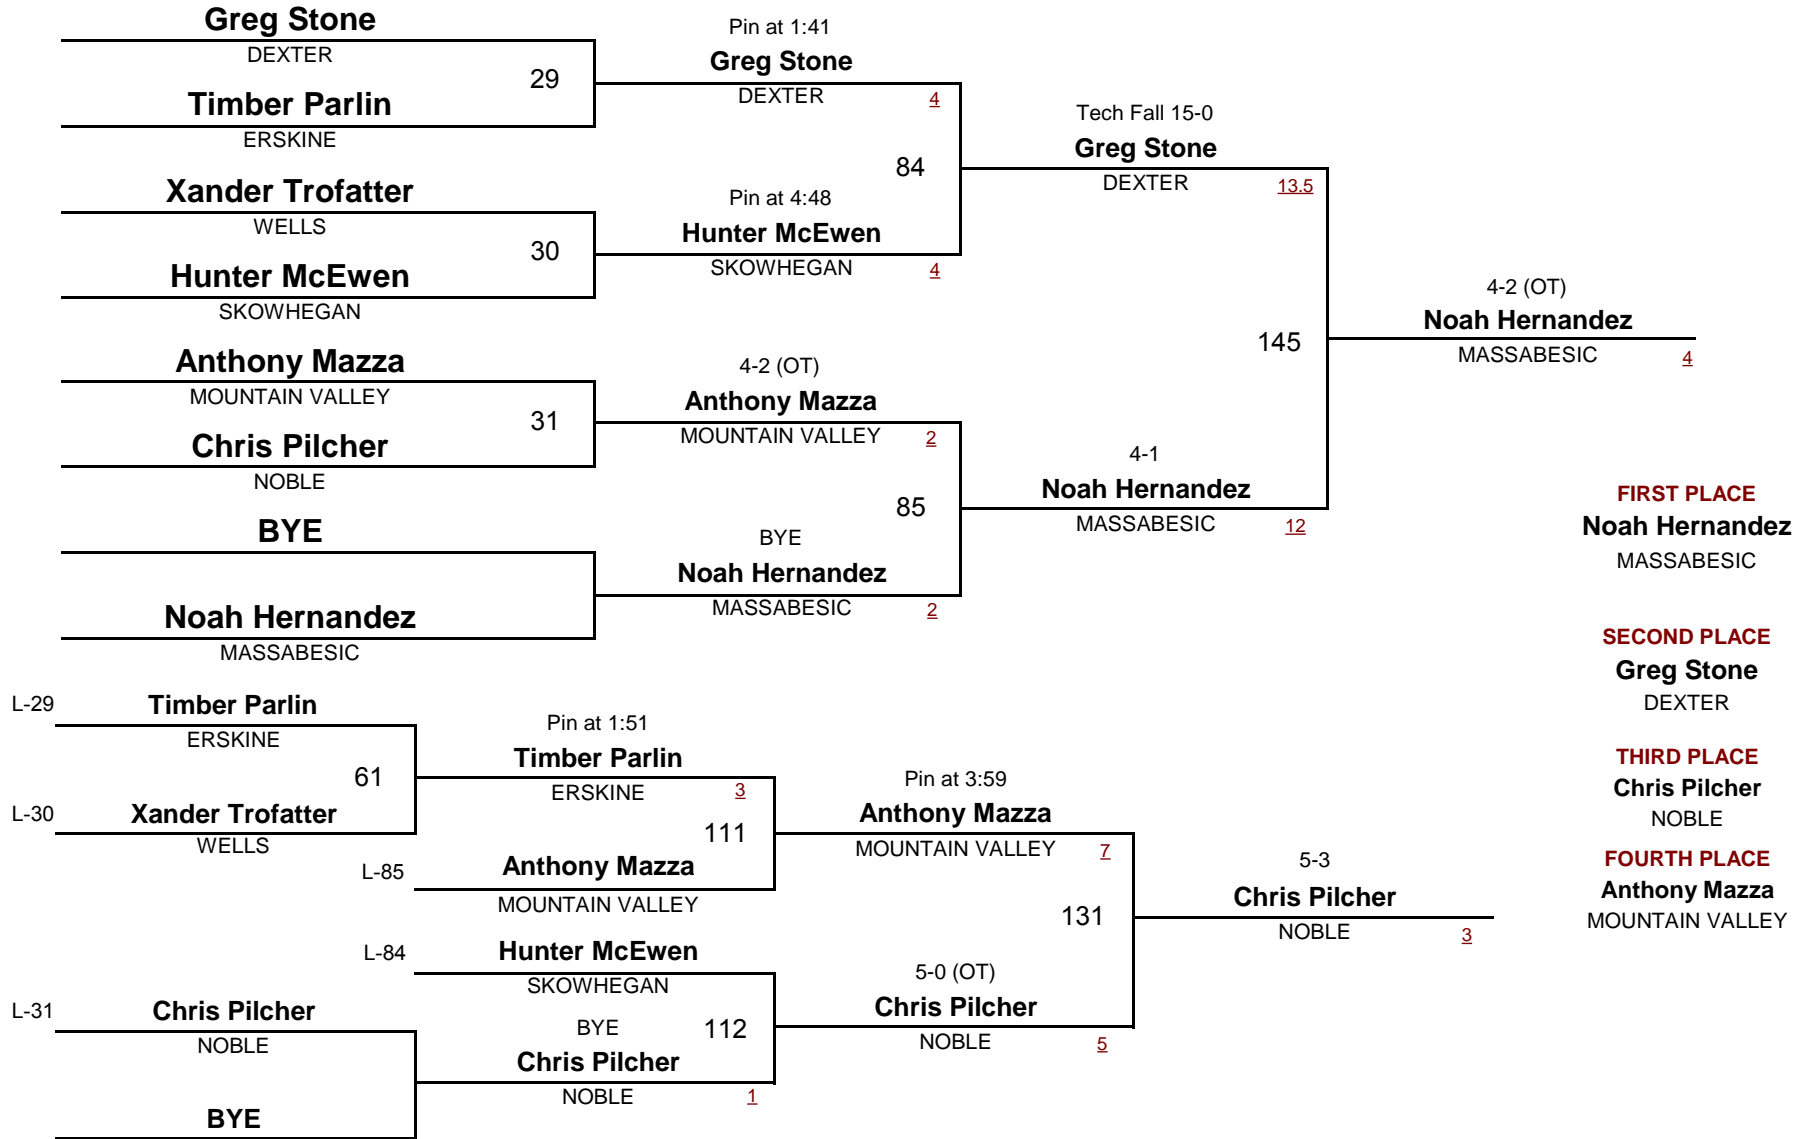 Greg Stone
DEXTER
29
Timber Parlin
ERSKINE
Xander Trofatter
WELLS
30
Hunter McEwen
SKOWHEGAN
Anthony Mazza
MOUNTAIN VALLEY
31
Chris Pilcher
NOBLE
BYE
Noah Hernandez
MASSABESIC
Pin at 1:41
Greg Stone
DEXTER 4
84
Pin at 4:48
Hunter McEwen
SKOWHEGAN 4
4-2 (OT)
Anthony Mazza
MOUNTAIN VALLEY 2
85
BYE
Noah Hernandez
MASSABESIC 2
Tech Fall 15-0
Greg Stone
DEXTER 13.5
145
4-1
Noah Hernandez
MASSABESIC 12
4-2 (OT)
Noah Hernandez
MASSABESIC 4
FIRST PLACE
Noah Hernandez
MASSABESIC
SECOND PLACE
Greg Stone
DEXTER
THIRD PLACE
Chris Pilcher
NOBLE
FOURTH PLACE
Anthony Mazza
MOUNTAIN VALLEY
L-29 Timber Parlin
ERSKINE
61
L-30 Xander Trofatter
WELLS
Pin at 1:51
Timber Parlin
ERSKINE 3
111
L-85 Anthony Mazza
MOUNTAIN VALLEY
L-84 Hunter McEwen
SKOWHEGAN
L-31 Chris Pilcher
NOBLE
BYE
BYE 112
Chris Pilcher
NOBLE 1
Pin at 3:59
Anthony Mazza
MOUNTAIN VALLEY 7
131
5-0 (OT)
Chris Pilcher
NOBLE 5
5-3
Chris Pilcher
NOBLE 3